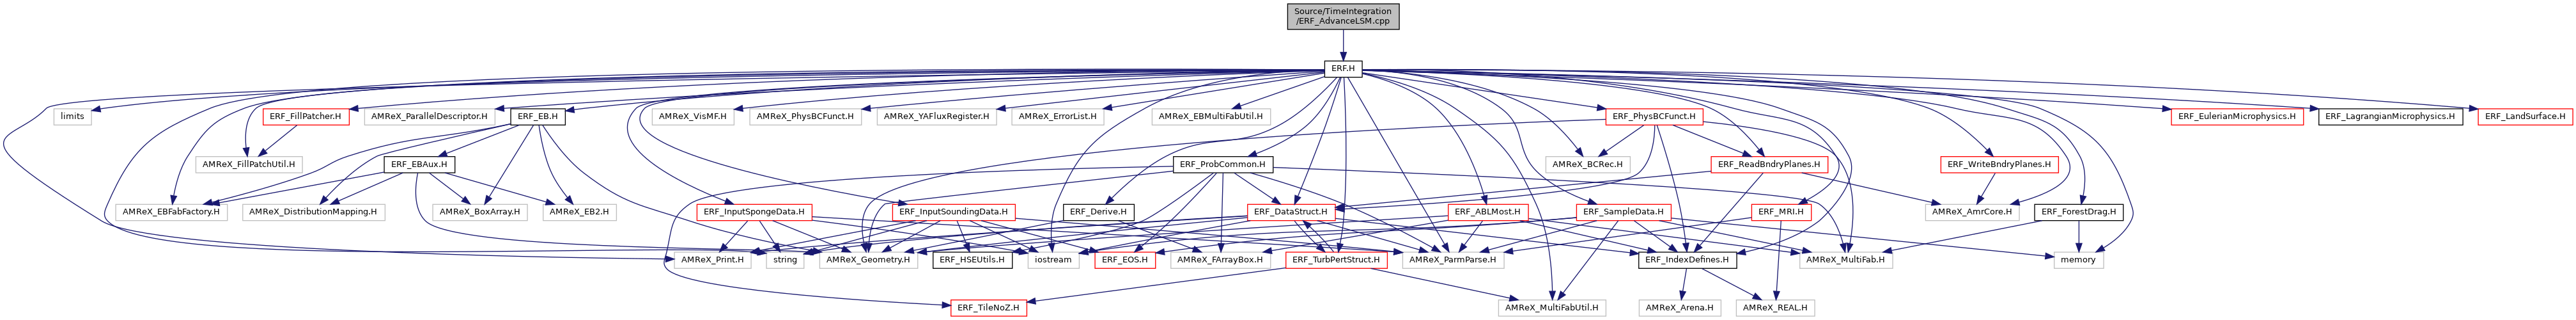 Source/TimeIntegration
/ERF_AdvanceLSM.cpp
ERF.H
limits
ERF_FillPatcher.H
AMReX_ParallelDescriptor.H
ERF_EB.H
AMReX_VisMF.H
AMReX_PhysBCFunct.H
AMReX_YAFluxRegister.H
AMReX_ErrorList.H
AMReX_EBMultiFabUtil.H
ERF_PhysBCFunct.H
ERF_EulerianMicrophysics.H
ERF_LagrangianMicrophysics.H
ERF_LandSurface.H
AMReX_FillPatchUtil.H
ERF_EBAux.H
ERF_ProbCommon.H
AMReX_BCRec.H
ERF_ReadBndryPlanes.H
ERF_WriteBndryPlanes.H
AMReX_EBFabFactory.H
AMReX_DistributionMapping.H
AMReX_BoxArray.H
AMReX_EB2.H
ERF_InputSpongeData.H
ERF_InputSoundingData.H
ERF_Derive.H
ERF_DataStruct.H
ERF_ABLMost.H
ERF_SampleData.H
ERF_MRI.H
AMReX_AmrCore.H
ERF_ForestDrag.H
AMReX_Print.H
string
AMReX_Geometry.H
ERF_HSEUtils.H
iostream
ERF_EOS.H
AMReX_FArrayBox.H
ERF_TurbPertStruct.H
AMReX_ParmParse.H
ERF_IndexDefines.H
AMReX_MultiFab.H
memory
ERF_TileNoZ.H
AMReX_MultiFabUtil.H
AMReX_Arena.H
AMReX_REAL.H